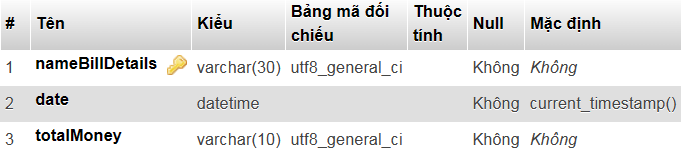 # Tên Kiểu Bảng mã đối chiếu Thuộc tính Null Mặc định
1 nameBillDetails varchar(30) utf8_general_ci Không Không
2 date datetime Không current_timestamp()
3 totalMoney varchar(10) utf8_general_ci Không Không